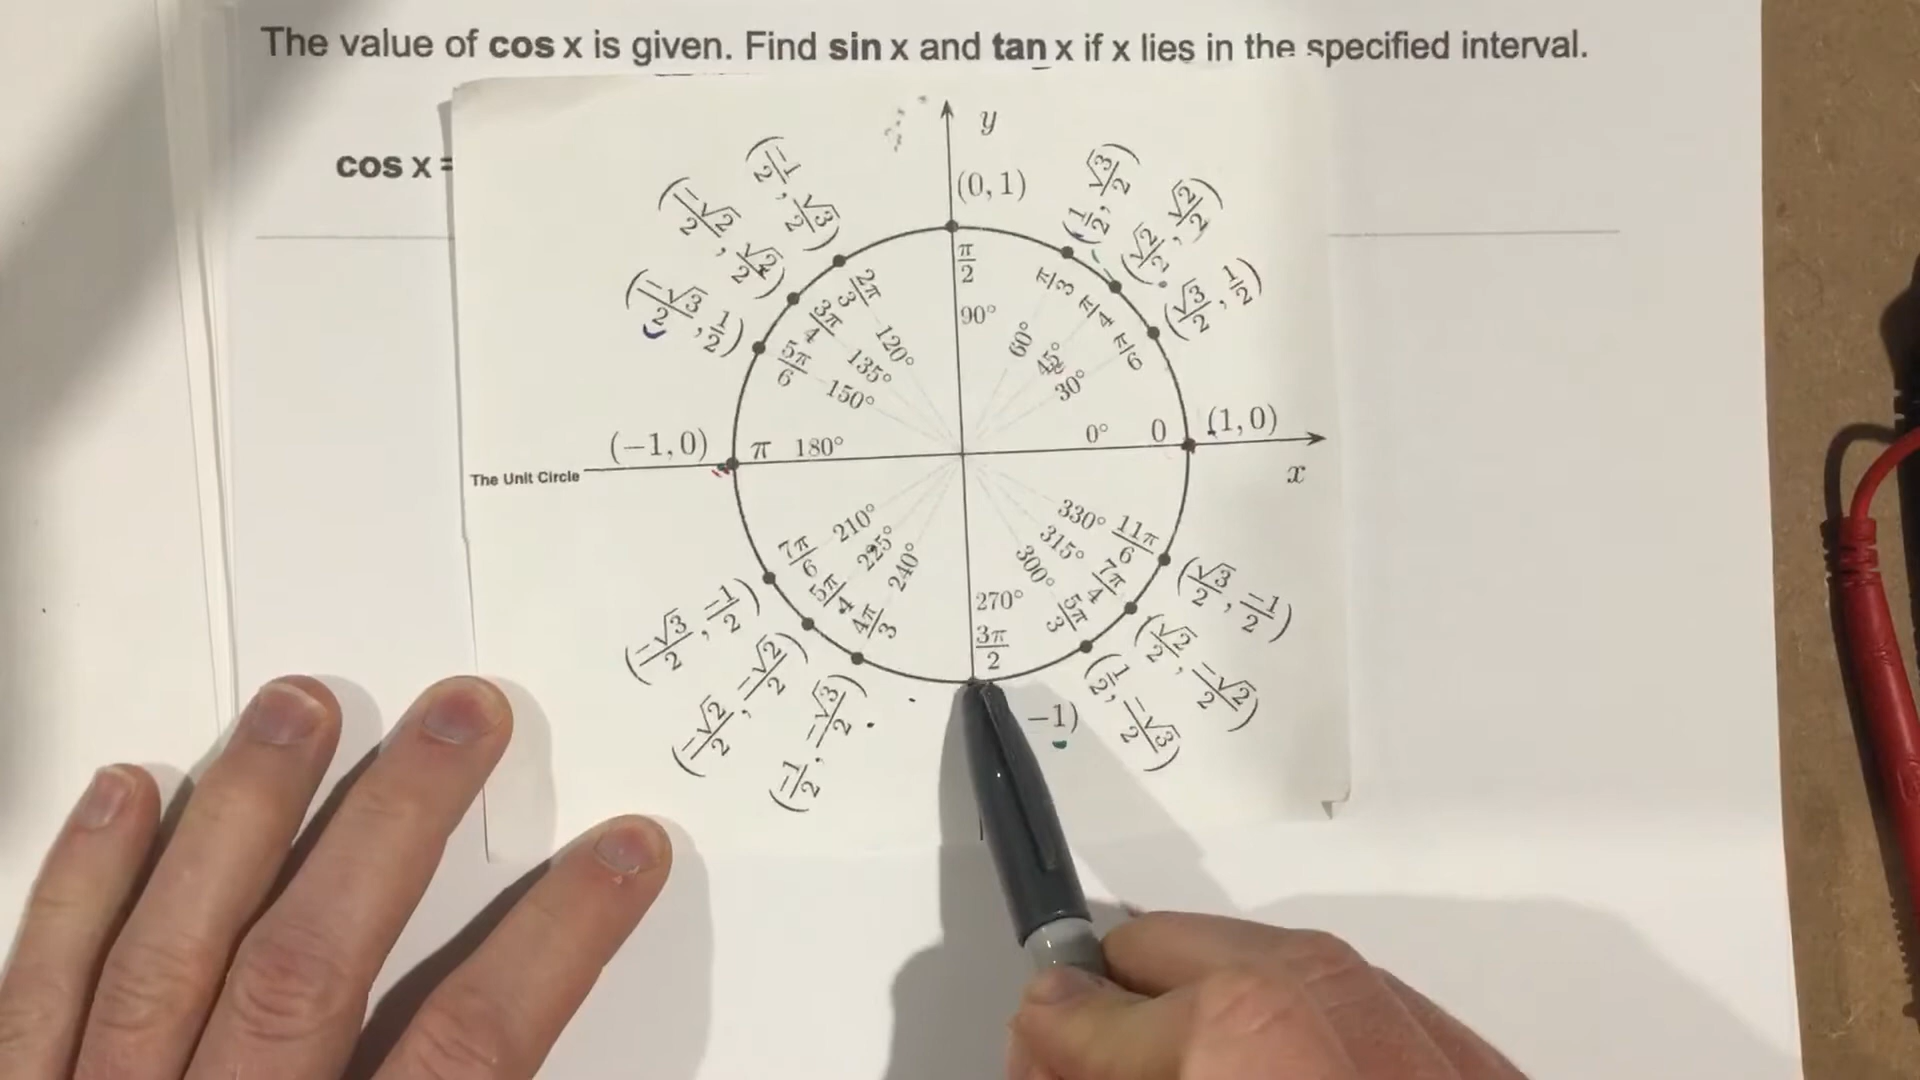 The value of cos x is given. Find sin x and tan x if x lies in the specified interval.
cos x =
y
(0, 1)
(-1/2, √3/2)
(-√2/2, √2/2)
(-√3/2, 1/2)
(1/2, √3/2)
(√2/2, √2/2)
(√3/2, 1/2)
π/2
90°
2π/3
120°
3π/4
135°
5π/6
150°
π/3
60°
π/4
45°
π/6
30°
(−1, 0)
π 180°
0° 0
(1, 0)
x
The Unit Circle
7π/6
210°
5π/4
225°
4π/3
240°
270°
3π/2
300°
5π/3
315°
7π/4
330°
11π/6
(-√3/2, -1/2)
(-√2/2, -√2/2)
(-1/2, -√3/2)
−1)
(1/2, -√3/2)
(√2/2, -√2/2)
(√3/2, -1/2)